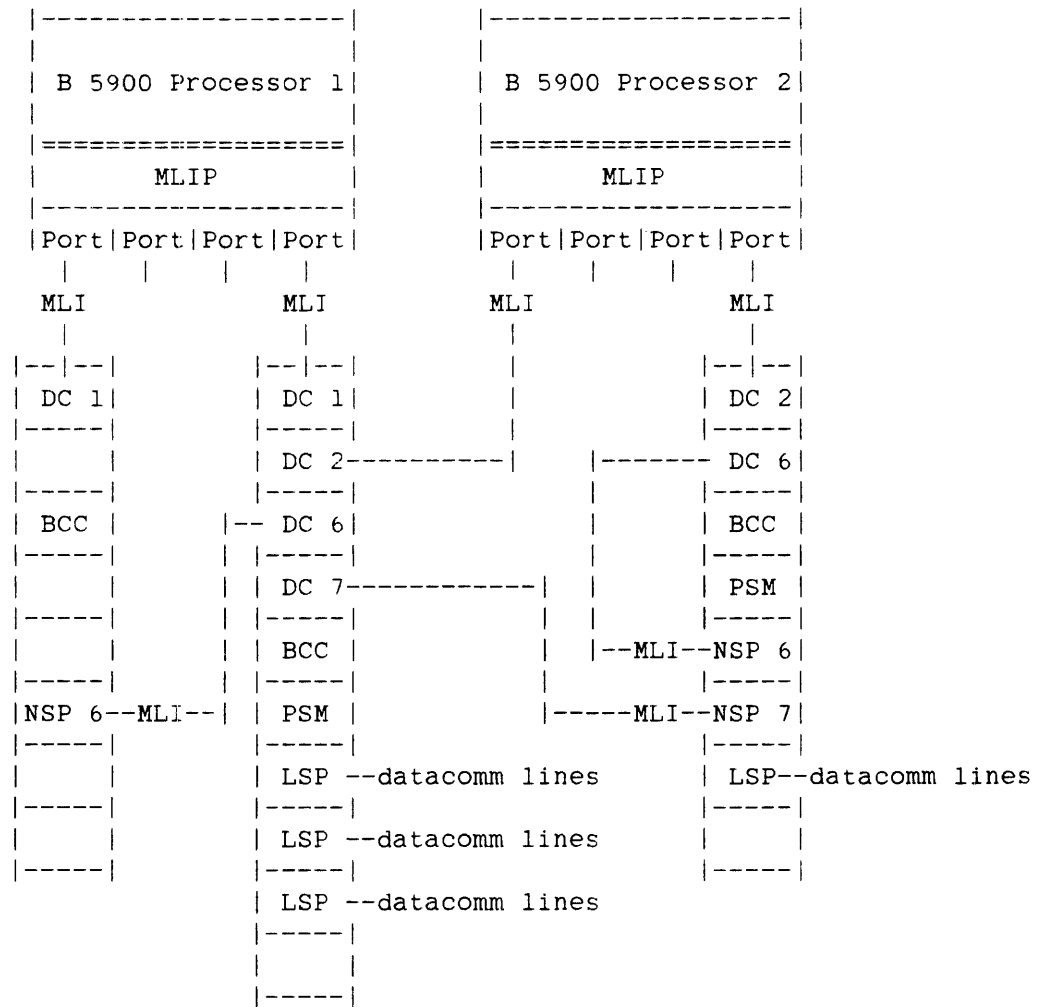 B 5900 Processor 1 B 5900 Processor 2
MLIP MLIP
Port Port Port Port Port Port Port Port
MLI MLI MLI MLI
DC 1 DC 1 DC 2
DC 2 DC 6
BCC DC 6 BCC
DC 7 PSM
BCC MLI NSP 6
NSP 6 MLI PSM MLI NSP 7
LSP datacomm lines LSP datacomm lines
LSP datacomm lines
LSP datacomm lines